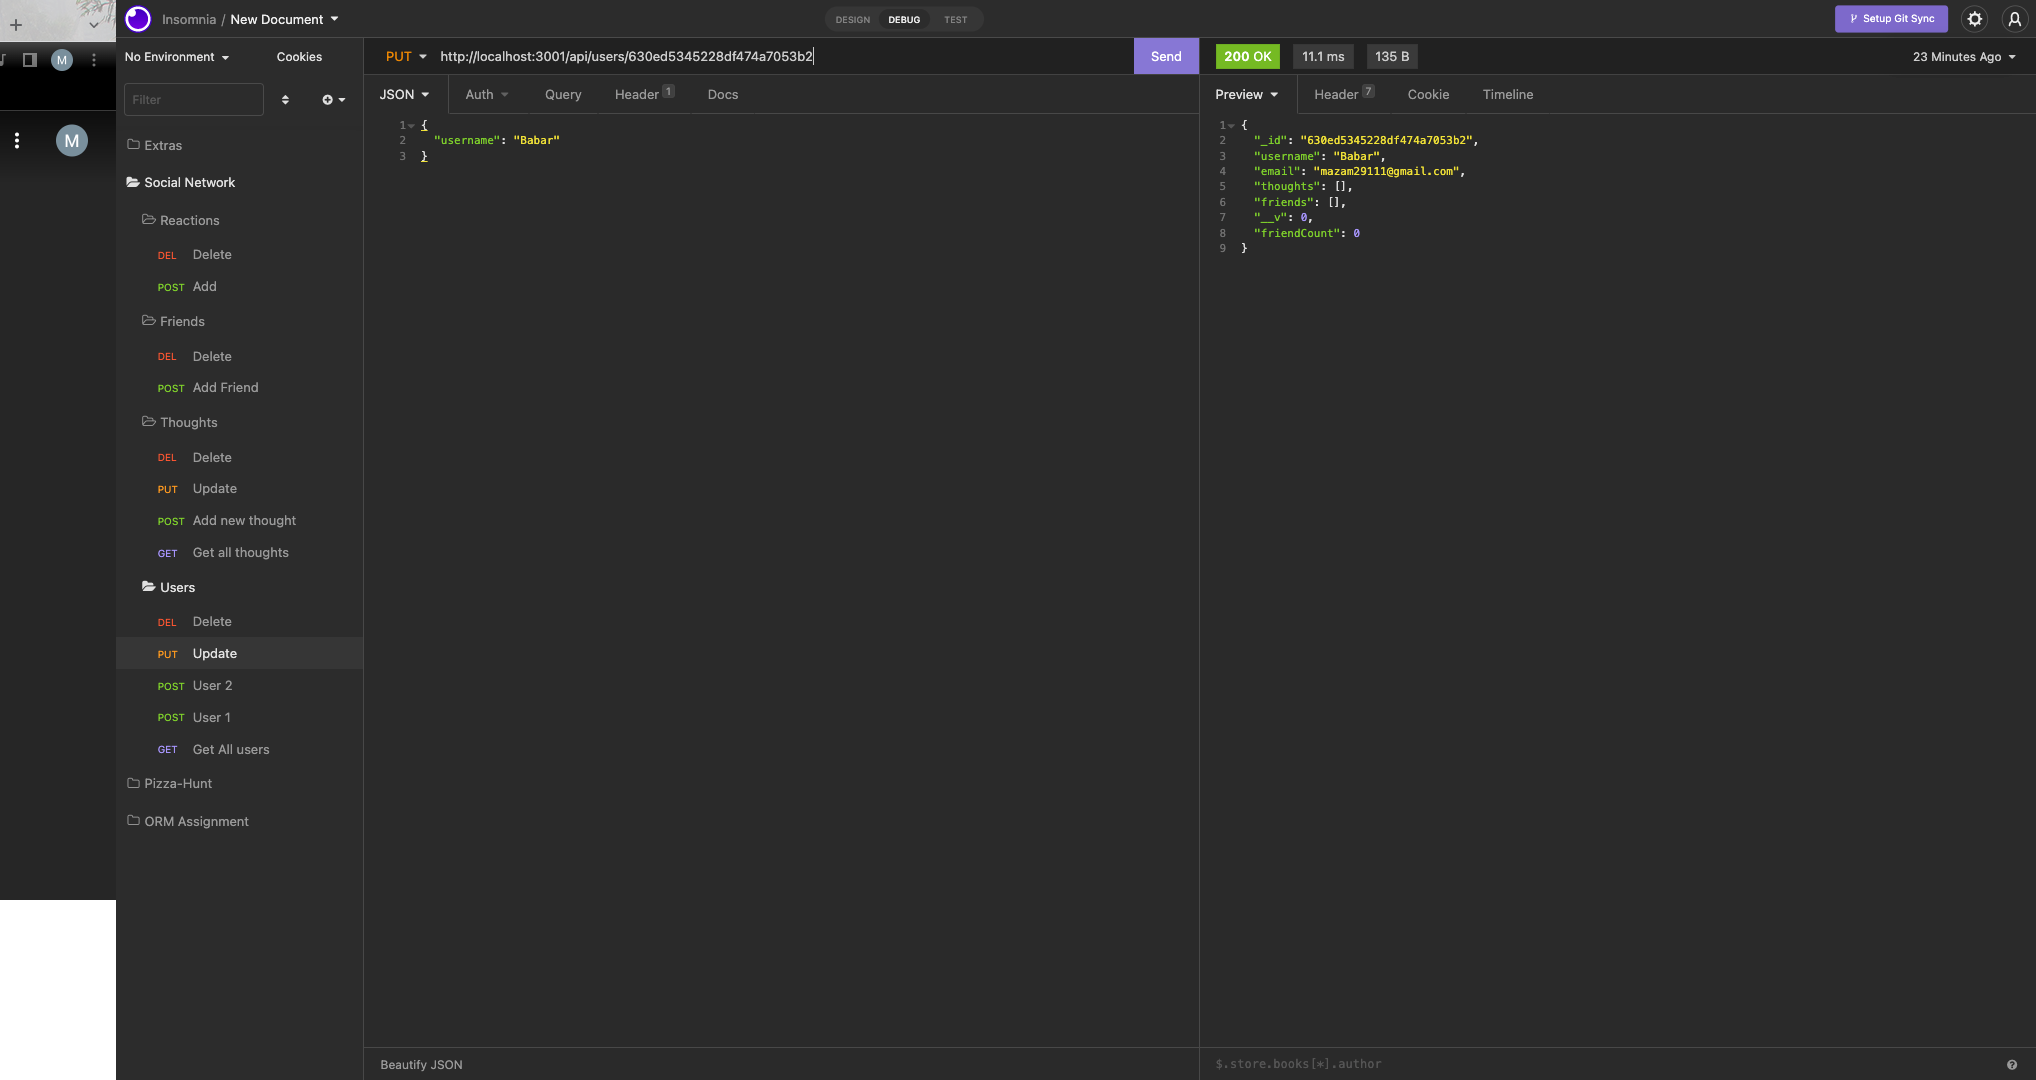 M
M
Insomnia / New Document
DESIGN DEBUG TEST
Setup Git Sync
No Environment Cookies
Filter
Extras
Social Network
Reactions
DEL Delete
POST Add
Friends
DEL Delete
POST Add Friend
Thoughts
DEL Delete
PUT Update
POST Add new thought
GET Get all thoughts
Users
DEL Delete
PUT Update
POST User 2
POST User 1
GET Get All users
Pizza-Hunt
ORM Assignment
PUT http://localhost:3001/api/users/630ed5345228df474a7053b2 Send
JSON Auth Query Header 1 Docs
1 {
2 "username": "Babar"
3 }
Beautify JSON
200 OK 11.1 ms 135 B 23 Minutes Ago
Preview Header 7 Cookie Timeline
1 {
2 "_id": "630ed5345228df474a7053b2",
3 "username": "Babar",
4 "email": "mazam29111@gmail.com",
5 "thoughts": [],
6 "friends": [],
7 "__v": 0,
8 "friendCount": 0
9 }
$.store.books[*].author